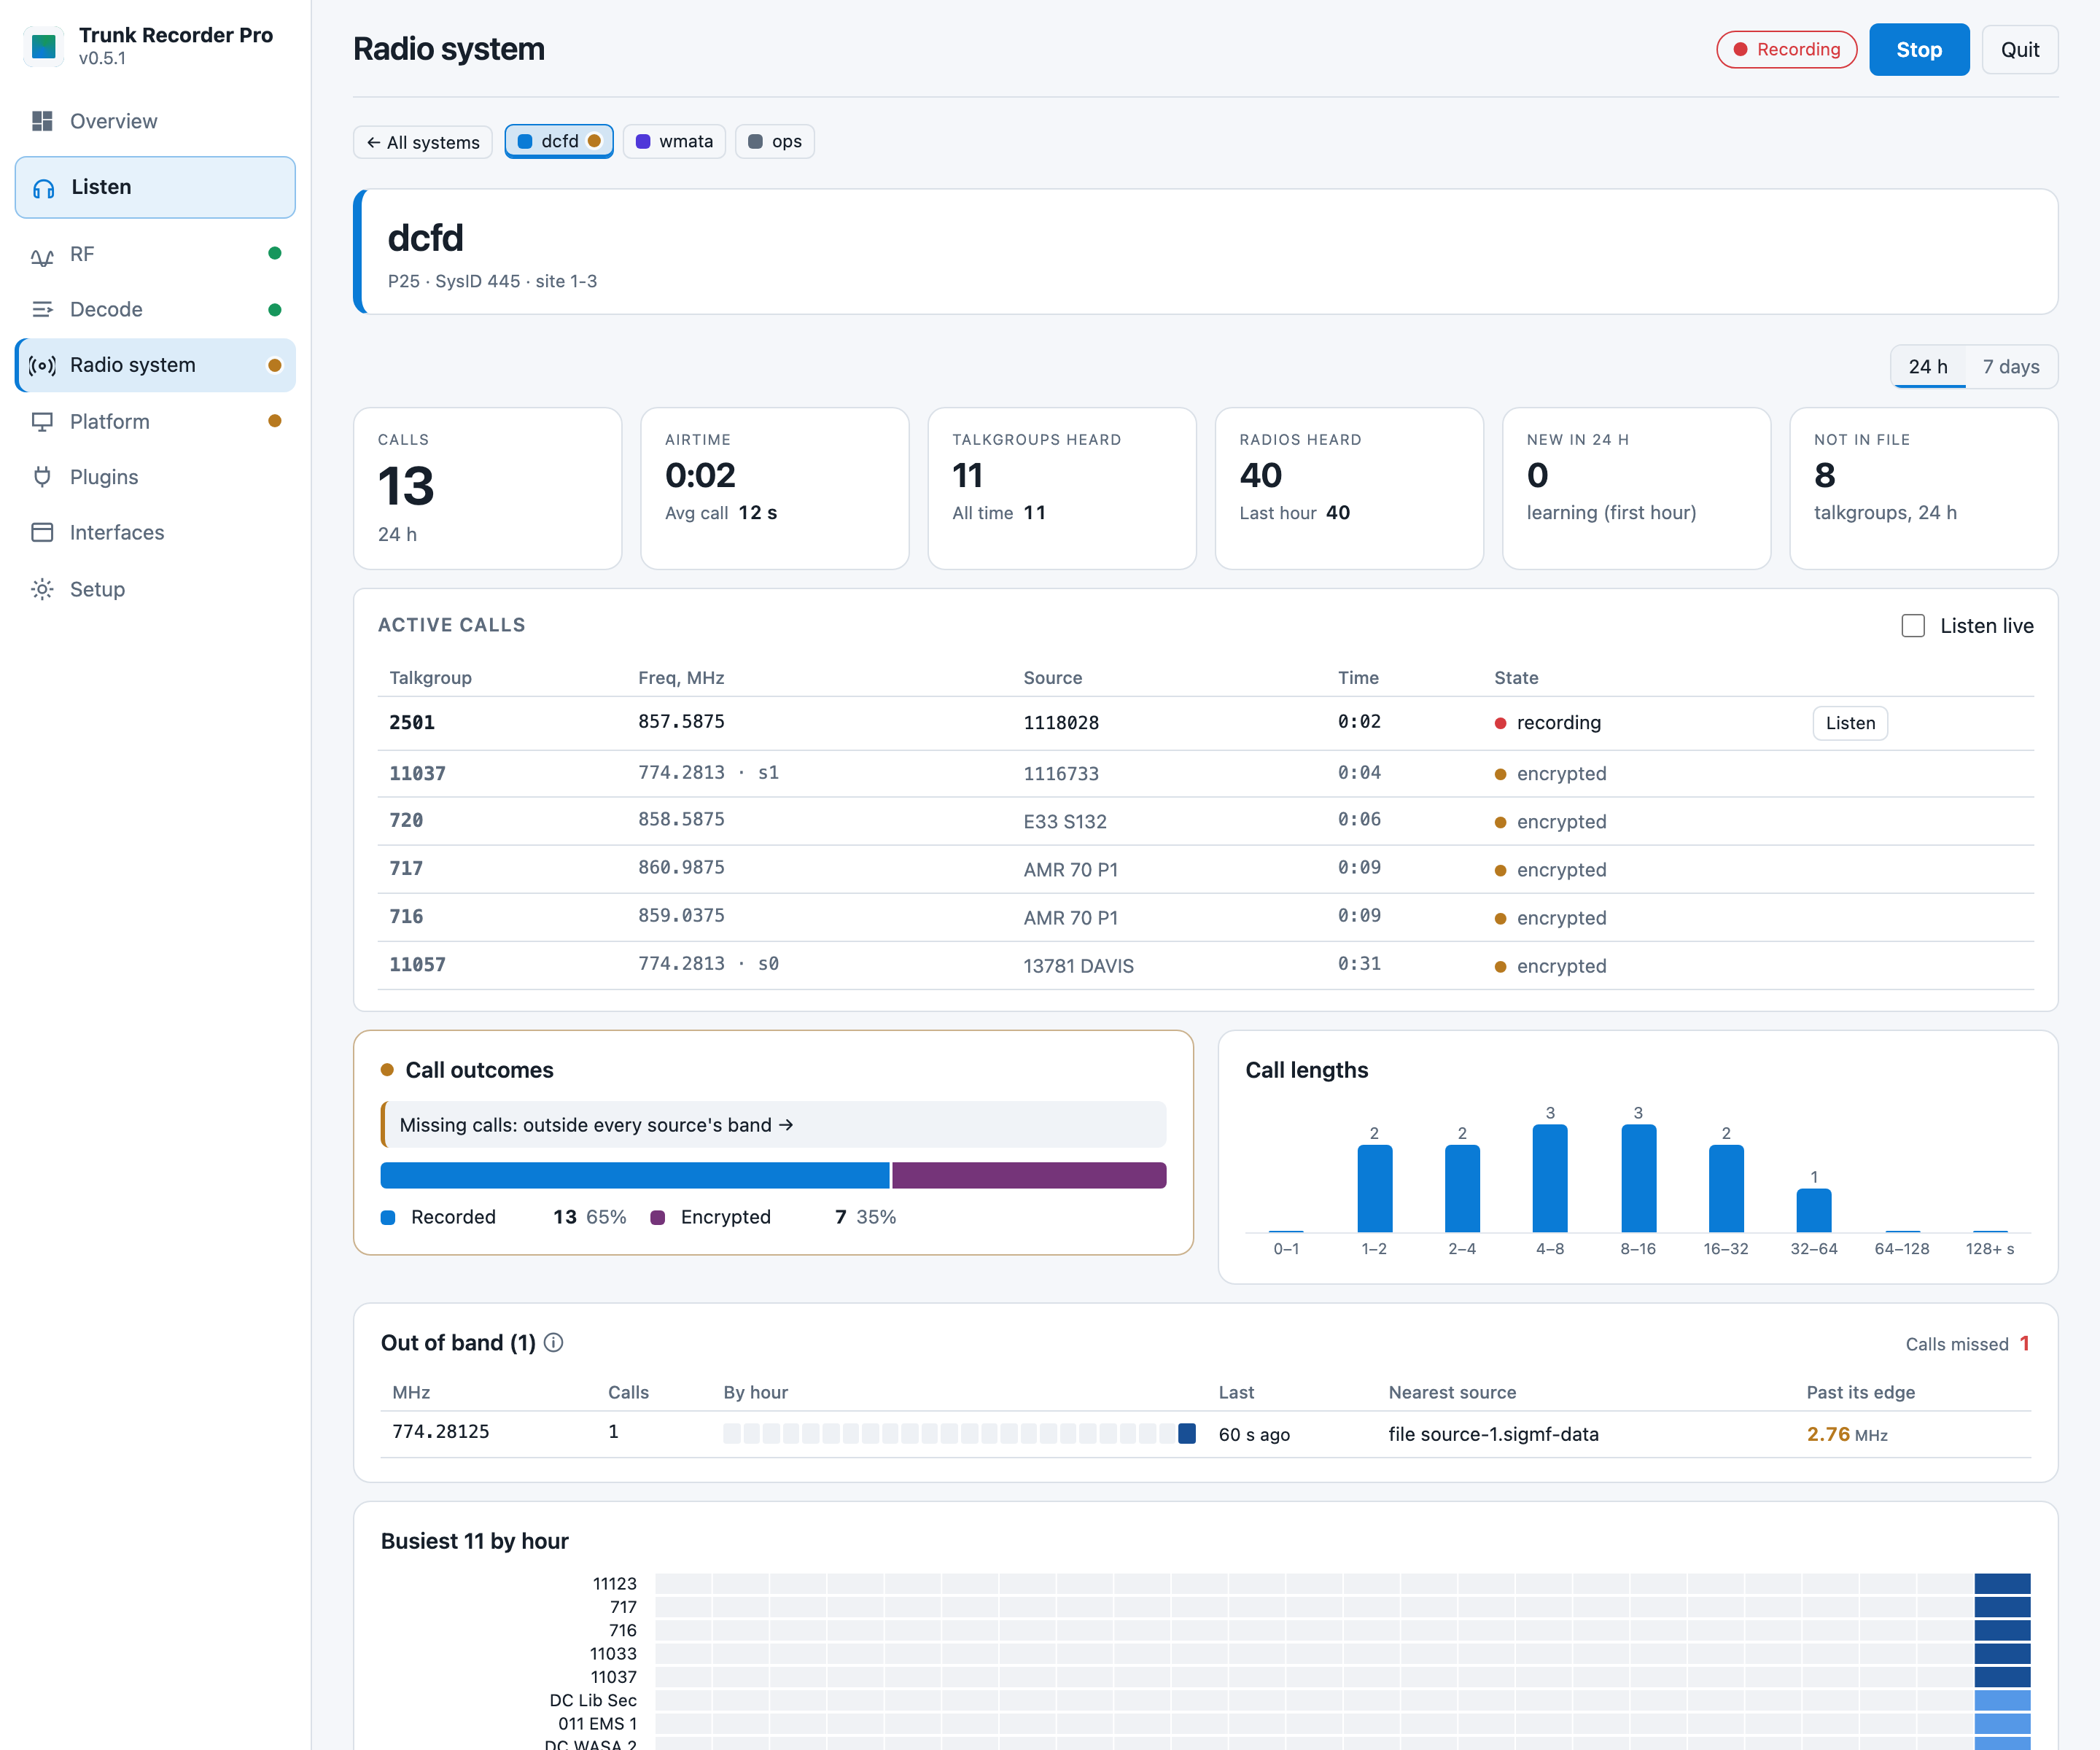 Trunk Recorder Pro
v0.5.1
Overview
Listen
RF
Decode
Radio system
Platform
Plugins
Interfaces
Setup
Radio system
Recording
Stop
Quit
← All systems
dcfd
wmata
ops
dcfd
P25 · SysID 445 · site 1-3
24 h
7 days
CALLS
13
24 h
AIRTIME
0:02
Avg call 12 s
TALKGROUPS HEARD
11
All time 11
RADIOS HEARD
40
Last hour 40
NEW IN 24 H
0
learning (first hour)
NOT IN FILE
8
talkgroups, 24 h
ACTIVE CALLS
Listen live
Talkgroup Freq, MHz Source Time State
2501 857.5875 1118028 0:02 recording Listen
11037 774.2813 · s1 1116733 0:04 encrypted
720 858.5875 E33 S132 0:06 encrypted
717 860.9875 AMR 70 P1 0:09 encrypted
716 859.0375 AMR 70 P1 0:09 encrypted
11057 774.2813 · s0 13781 DAVIS 0:31 encrypted
Call outcomes
Missing calls: outside every source's band →
Recorded 13 65% Encrypted 7 35%
Call lengths
2 2 3 3 2 1
0–1 1–2 2–4 4–8 8–16 16–32 32–64 64–128 128+ s
Out of band (1)
Calls missed 1
MHz Calls By hour Last Nearest source Past its edge
774.28125 1 60 s ago file source-1.sigmf-data 2.76 MHz
Busiest 11 by hour
11123
717
716
11033
11037
DC Lib Sec
011 EMS 1
DC WASA 2